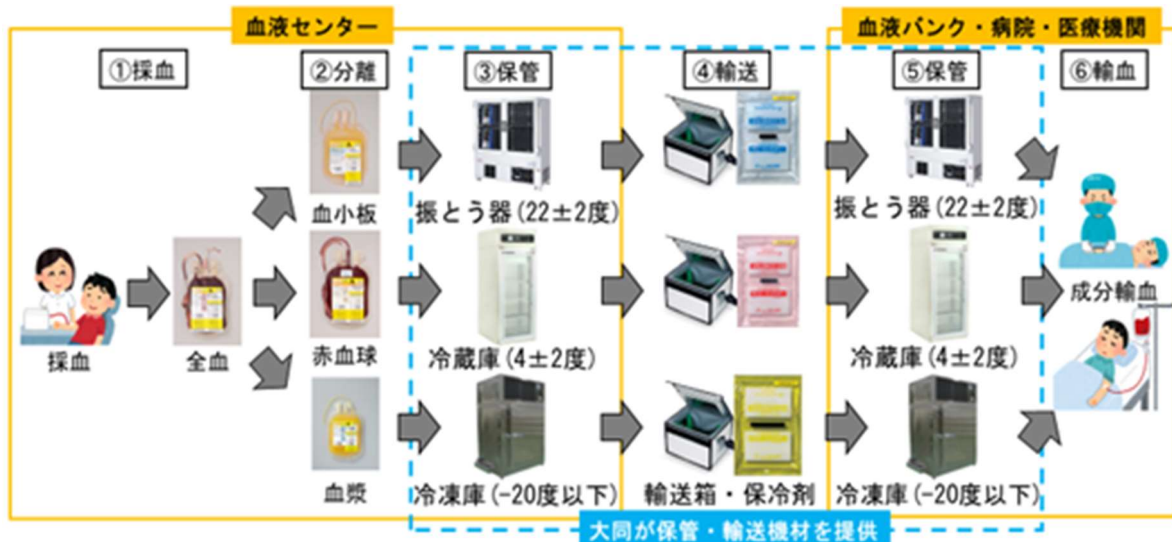 血液センター
血液バンク・病院・医療機関
①採血
②分離
③保管
④輸送
⑤保管
⑥輸血
血小板
振とう器(22±2度)
振とう器(22±2度)
採血
全血
赤血球
冷蔵庫(4±2度)
冷蔵庫(4±2度)
成分輸血
血漿
冷凍庫(-20度以下)
輸送箱・保冷剤
冷凍庫(-20度以下)
大同が保管・輸送機材を提供